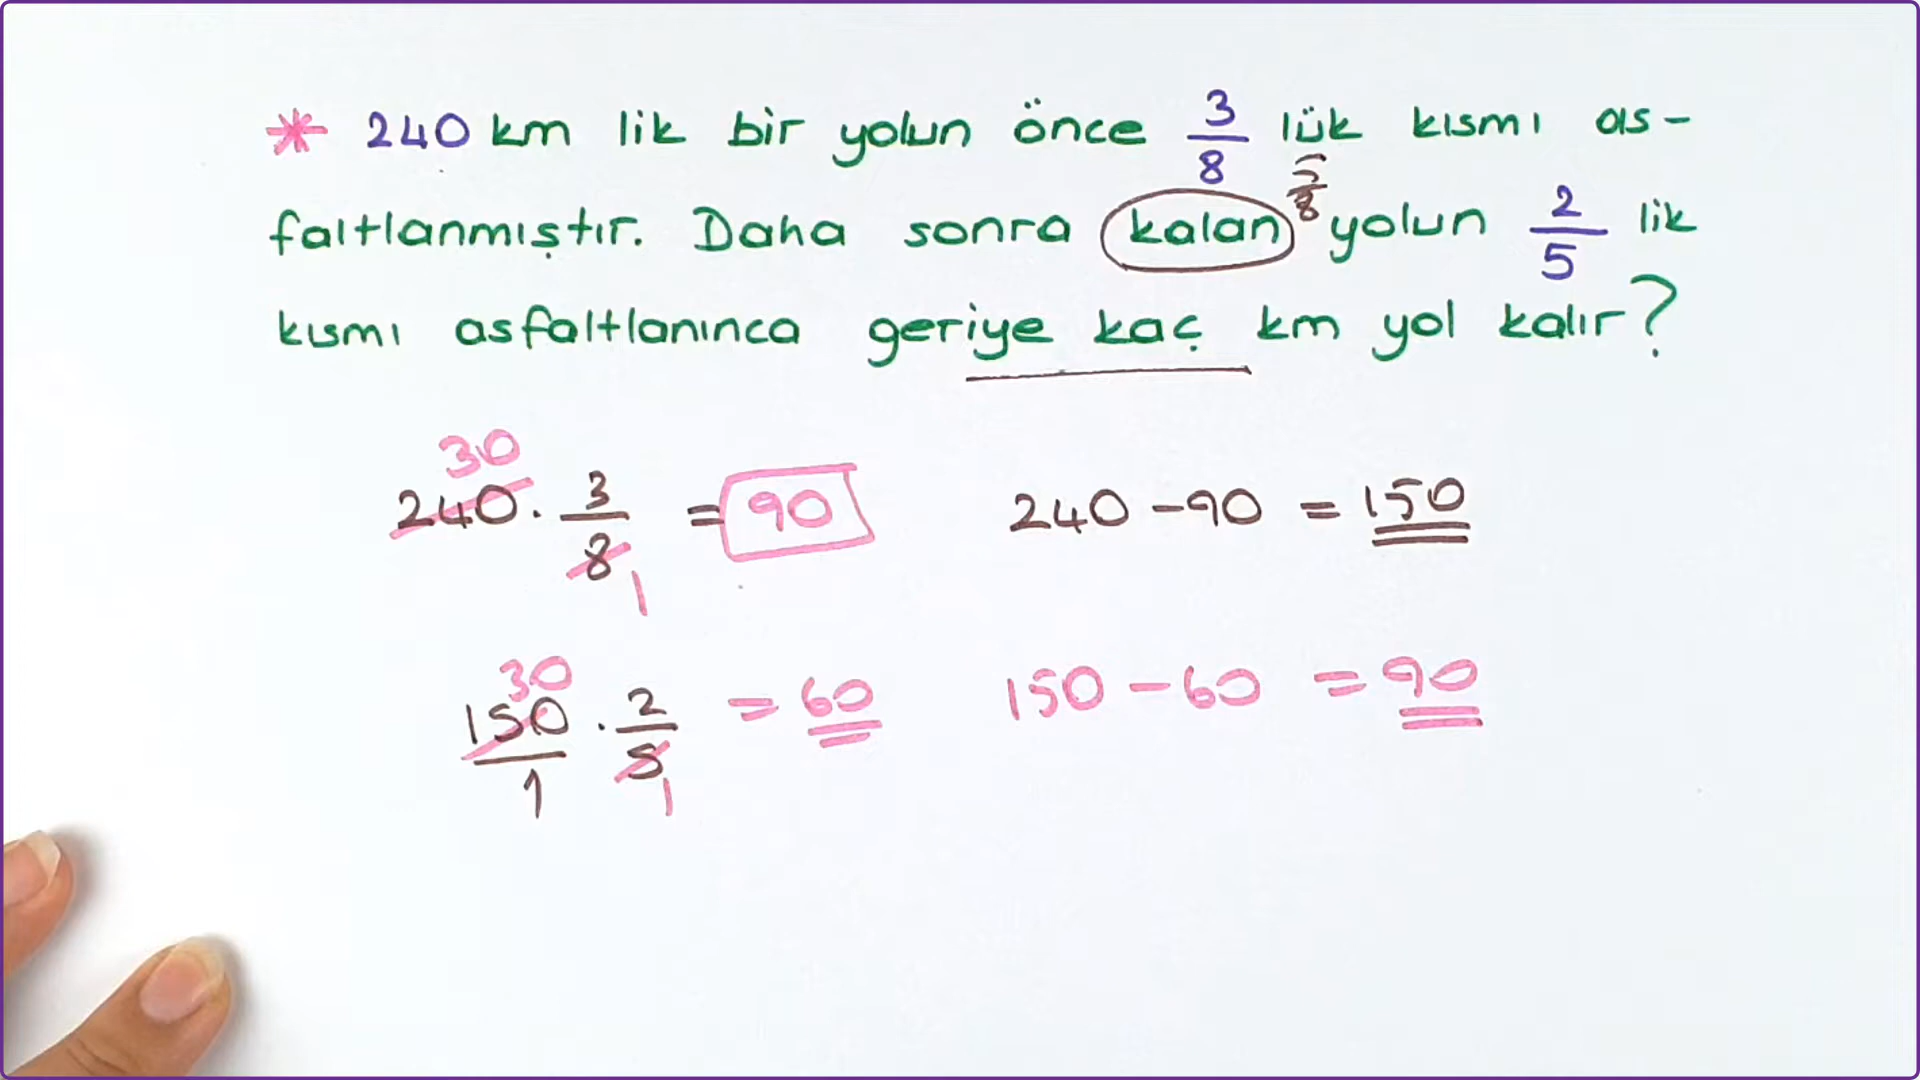 * 240 km lik bir yolun önce 3/8 lük kısmı as-
faltlanmıştır. Daha sonra kalan 5/8 yolun 2/5 lik
kısmı asfaltlanınca geriye kaç km yol kalır?
30
240 . 3/8 = 90 240 - 90 = 150
1
30
150/1 . 2/5 = 60 150 - 60 = 90
1